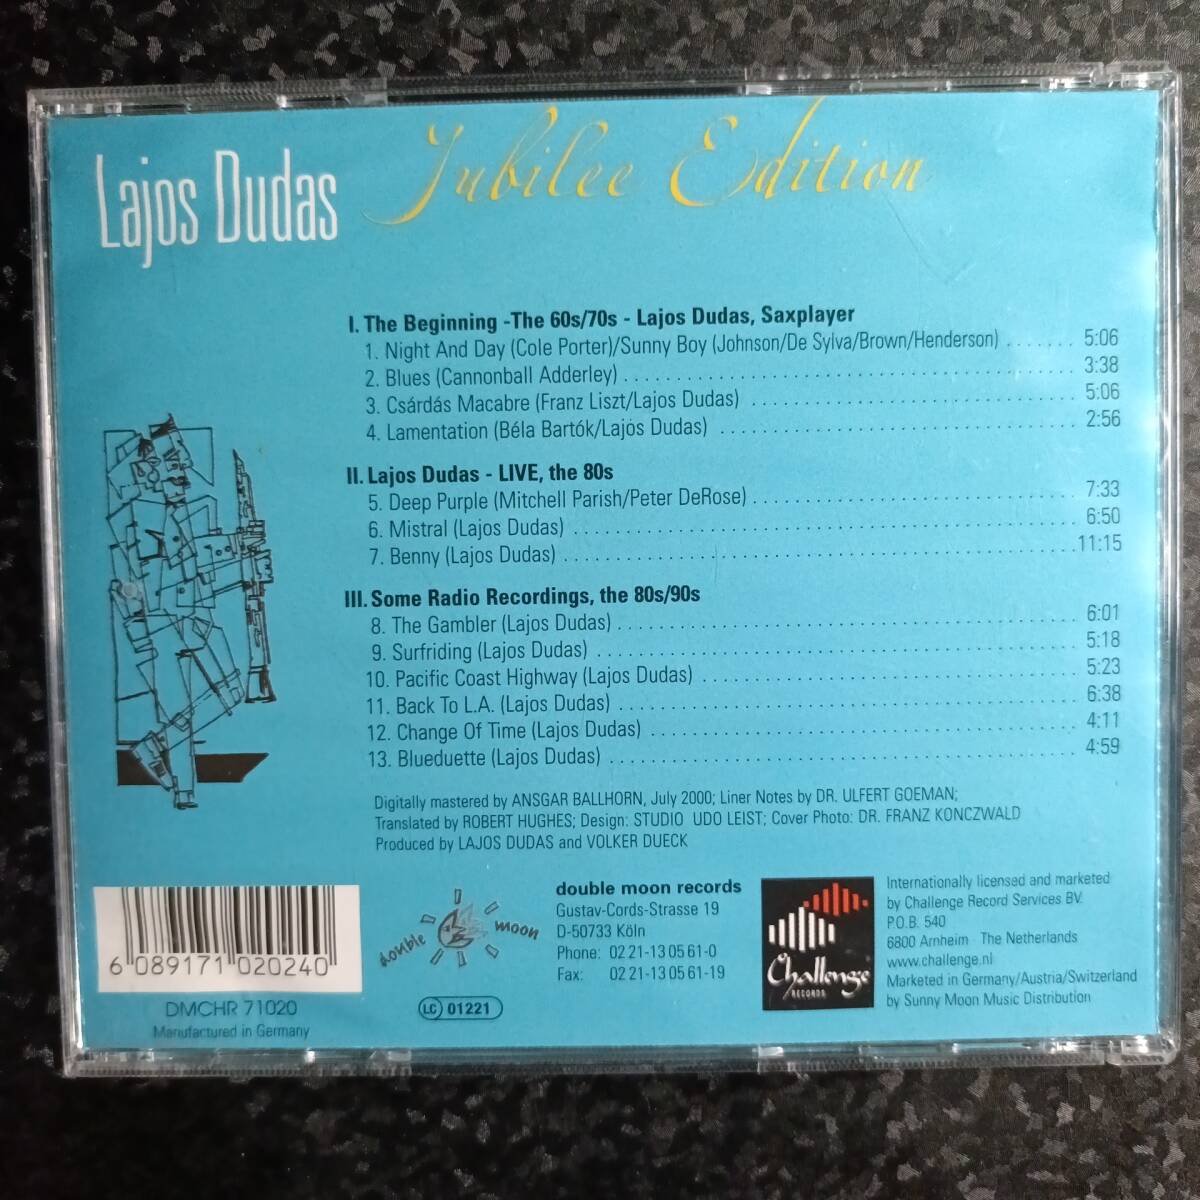 Lajos Dudas Jubilee Edition
I. The Beginning -The 60s/70s - Lajos Dudas, Saxplayer
1. Night And Day (Cole Porter)/Sunny Boy (Johnson/De Sylva/Brown/Henderson) ....... 5:06
2. Blues (Cannonball Adderley) ....... 3:38
3. Csárdás Macabre (Franz Liszt/Lajos Dudas) ....... 5:06
4. Lamentation (Béla Bartók/Lajos Dudas) ....... 2:56
II. Lajos Dudas - LIVE, the 80s
5. Deep Purple (Mitchell Parish/Peter DeRose) ....... 7:33
6. Mistral (Lajos Dudas) ....... 6:50
7. Benny (Lajos Dudas) ....... 11:15
III. Some Radio Recordings, the 80s/90s
8. The Gambler (Lajos Dudas) ....... 6:01
9. Surfriding (Lajos Dudas) ....... 5:18
10. Pacific Coast Highway (Lajos Dudas) ....... 5:23
11. Back To L.A. (Lajos Dudas) ....... 6:38
12. Change Of Time (Lajos Dudas) ....... 4:11
13. Blueduette (Lajos Dudas) ....... 4:59
Digitally mastered by ANSGAR BALLHORN, July 2000; Liner Notes by DR. ULFERT GOEMAN;
Translated by ROBERT HUGHES; Design: STUDIO UDO LEIST; Cover Photo: DR. FRANZ KONCZWALD
Produced by LAJOS DUDAS and VOLKER DUECK
6 089171 020240
DMCHR 71020
Manufactured in Germany
double moon
LC 01221
double moon records
Gustav-Cords-Strasse 19
D-50733 Köln
Phone: 02 21-13 05 61-0
Fax: 02 21-13 05 61-19
Challenge
RECORDS
Internationally licensed and marketed
by Challenge Record Services BV.
P.O.B. 540
6800 Arnheim The Netherlands
www.challenge.nl
Marketed in Germany/Austria/Switzerland
by Sunny Moon Music Distribution